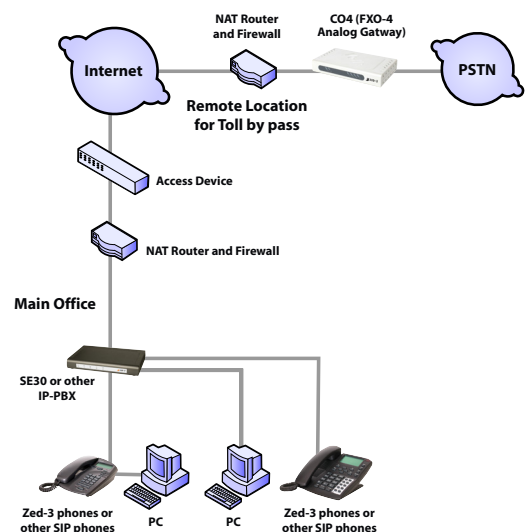 NAT Router
and Firewall
CO4 (FXO-4
Analog Gatway)
Internet
PSTN
Remote Location
for Toll by pass
Access Device
NAT Router and Firewall
Main Office
SE30 or other
IP-PBX
Zed-3 phones or
other SIP phones
PC
PC
Zed-3 phones or
other SIP phones